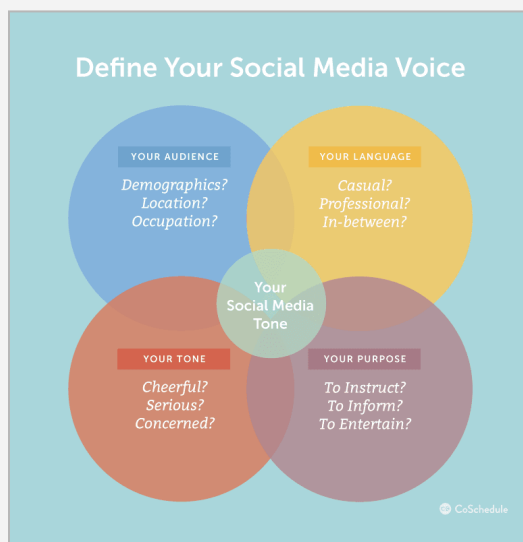 Define Your Social Media Voice
YOUR AUDIENCE
Demographics?
Location?
Occupation?
YOUR LANGUAGE
Casual?
Professional?
In-between?
Your
Social Media
Tone
YOUR TONE
Cheerful?
Serious?
Concerned?
YOUR PURPOSE
To Instruct?
To Inform?
To Entertain?
CoSchedule